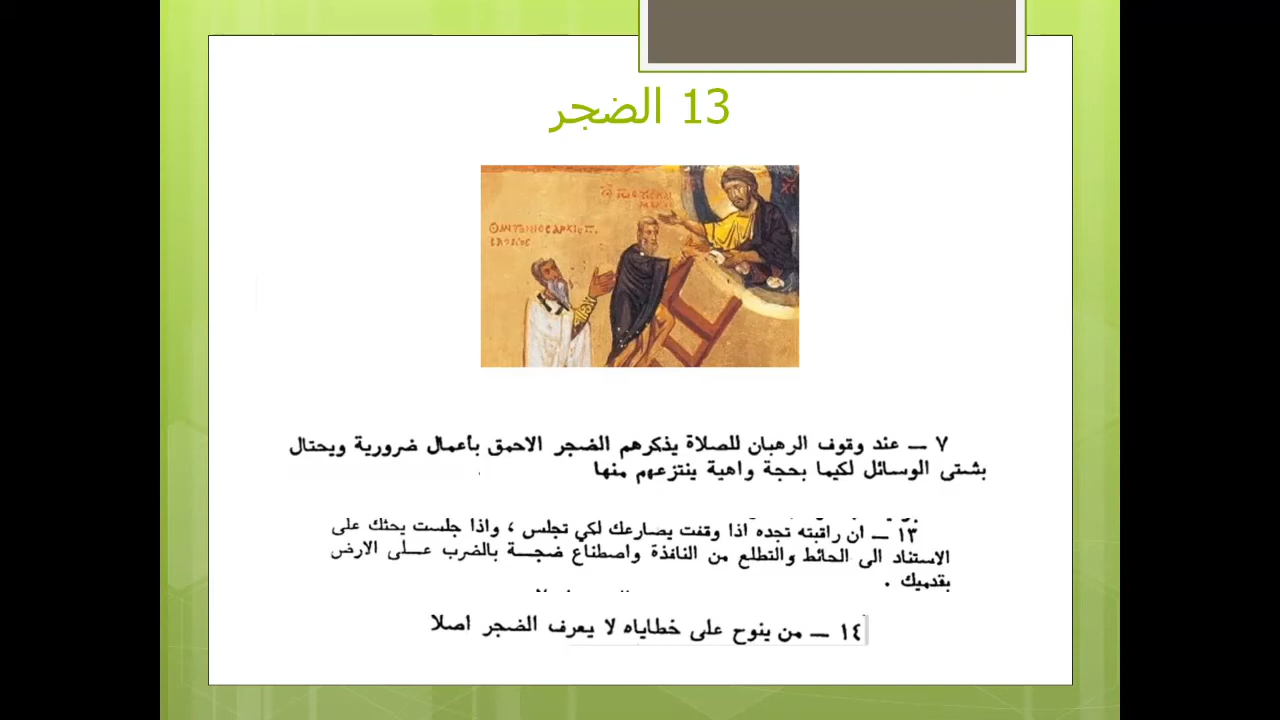 13 الضجر
٧ — عند وقوف الرهبان للصلاة يذكرهم الضجر الاحمق بأعمال ضرورية ويحتال
بشتى الوسائل لكيما بحجة واهية ينتزعهم منها
١٣ — ان راقبته تجده اذا وقفت يصارعك لكي تجلس ، واذا جلست يحثك على
الاستناد الى الحائط والتطلع من النافذة واصطناع ضجـــة بالضرب عـــلى الارض
بقدميك .
١٤ — من ينوح على خطاياه لا يعرف الضجر اصلا